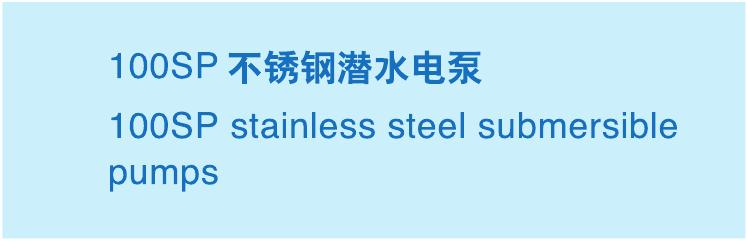 100SP 不锈钢潜水电泵
100SP stainless steel submersible
pumps